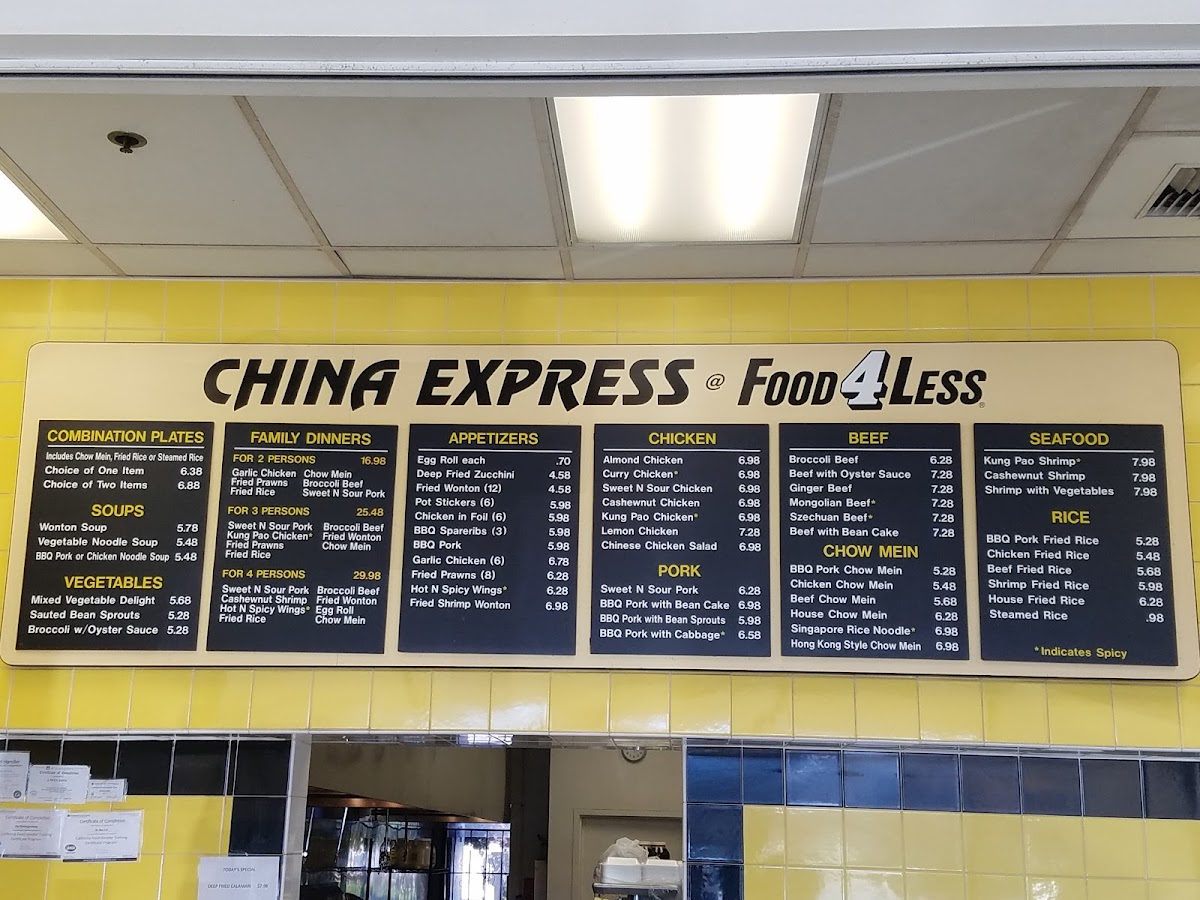 CHINA EXPRESS @ FOOD 4 LESS
COMBINATION PLATES
Includes Chow Mein, Fried Rice or Steamed Rice
Choice of One Item 6.38
Choice of Two Items 6.88
SOUPS
Wonton Soup 5.78
Vegetable Noodle Soup 5.48
BBQ Pork or Chicken Noodle Soup 5.48
VEGETABLES
Mixed Vegetable Delight 5.68
Sauted Bean Sprouts 5.28
Broccoli w/Oyster Sauce 5.28
FAMILY DINNERS
FOR 2 PERSONS 16.98
Garlic Chicken Chow Mein
Fried Prawns Broccoli Beef
Fried Rice Sweet N Sour Pork
FOR 3 PERSONS 25.48
Sweet N Sour Pork Broccoli Beef
Kung Pao Chicken* Fried Wonton
Fried Prawns Chow Mein
Fried Rice
FOR 4 PERSONS 29.98
Sweet N Sour Pork Broccoli Beef
Cashewnut Shrimp Fried Wonton
Hot N Spicy Wings* Egg Roll
Fried Rice Chow Mein
APPETIZERS
Egg Roll each .70
Deep Fried Zucchini 4.58
Fried Wonton (12) 4.58
Pot Stickers (6) 5.98
Chicken in Foil (6) 5.98
BBQ Spareribs (3) 5.98
BBQ Pork 5.98
Garlic Chicken (6) 6.78
Fried Prawns (8) 6.28
Hot N Spicy Wings* 6.28
Fried Shrimp Wonton 6.98
CHICKEN
Almond Chicken 6.98
Curry Chicken* 6.98
Sweet N Sour Chicken 6.98
Cashewnut Chicken 6.98
Kung Pao Chicken* 6.98
Lemon Chicken 7.28
Chinese Chicken Salad 6.98
PORK
Sweet N Sour Pork 6.28
BBQ Pork with Bean Cake 6.98
BBQ Pork with Bean Sprouts 5.98
BBQ Pork with Cabbage* 6.58
BEEF
Broccoli Beef 6.28
Beef with Oyster Sauce 7.28
Ginger Beef 7.28
Mongolian Beef* 7.28
Szechuan Beef* 7.28
Beef with Bean Cake 7.28
CHOW MEIN
BBQ Pork Chow Mein 5.28
Chicken Chow Mein 5.48
Beef Chow Mein 5.68
House Chow Mein 6.28
Singapore Rice Noodle* 6.98
Hong Kong Style Chow Mein 6.98
SEAFOOD
Kung Pao Shrimp* 7.98
Cashewnut Shrimp 7.98
Shrimp with Vegetables 7.98
RICE
BBQ Pork Fried Rice 5.28
Chicken Fried Rice 5.48
Beef Fried Rice 5.68
Shrimp Fried Rice 5.98
House Fried Rice 6.28
Steamed Rice .98
*Indicates Spicy
Certificate of Completion
Certificate of Completion
Certificate of Completion
TODAY'S SPECIAL
DEEP FRIED CALAMARI $7.98